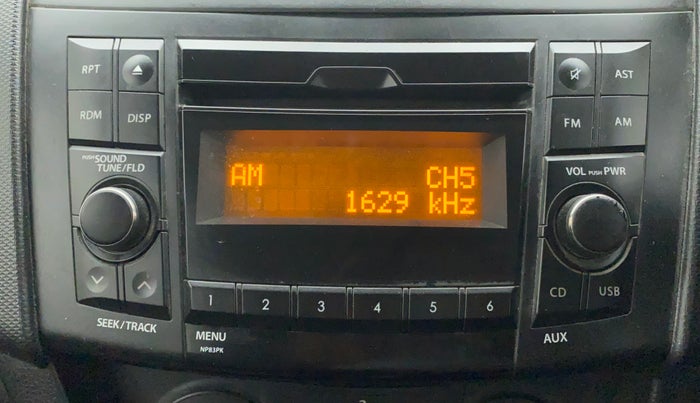 RPT
RDM DISP
PUSH SOUND
TUNE/FLD
SEEK/TRACK
AM CH5
1629 kHz
1 2 3 4 5 6
MENU
NP83PK
AST
FM AM
VOL PUSH PWR
CD USB
AUX